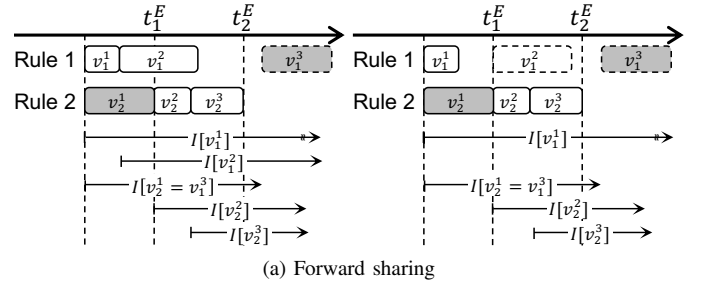 t_1^E t_2^E t_1^E t_2^E
Rule 1 v_1^1 v_1^2 v_1^3 Rule 1 v_1^1 v_1^2 v_1^3
Rule 2 v_2^1 v_2^2 v_2^3 Rule 2 v_2^1 v_2^2 v_2^3
I[v_1^1] I[v_1^1]
I[v_1^2]
I[v_2^1 = v_1^3] I[v_2^1 = v_1^3]
I[v_2^2] I[v_2^2]
I[v_2^3] I[v_2^3]
(a) Forward sharing